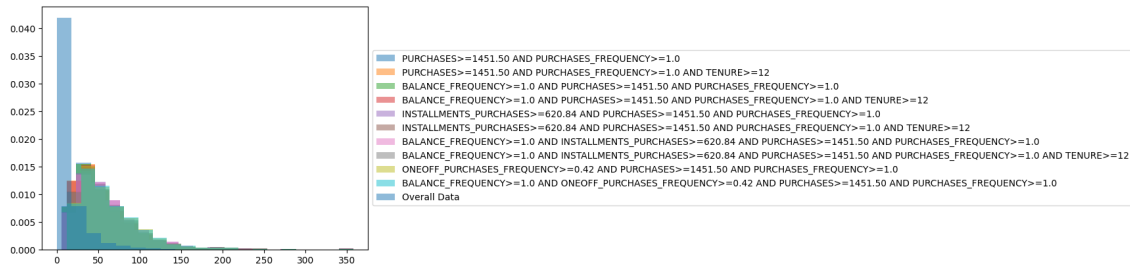 0.040
0.035
0.030
0.025
0.020
0.015
0.010
0.005
0.000
0 50 100 150 200 250 300 350
PURCHASES>=1451.50 AND PURCHASES_FREQUENCY>=1.0
PURCHASES>=1451.50 AND PURCHASES_FREQUENCY>=1.0 AND TENURE>=12
BALANCE_FREQUENCY>=1.0 AND PURCHASES>=1451.50 AND PURCHASES_FREQUENCY>=1.0
BALANCE_FREQUENCY>=1.0 AND PURCHASES>=1451.50 AND PURCHASES_FREQUENCY>=1.0 AND TENURE>=12
INSTALLMENTS_PURCHASES>=620.84 AND PURCHASES>=1451.50 AND PURCHASES_FREQUENCY>=1.0
INSTALLMENTS_PURCHASES>=620.84 AND PURCHASES>=1451.50 AND PURCHASES_FREQUENCY>=1.0 AND TENURE>=12
BALANCE_FREQUENCY>=1.0 AND INSTALLMENTS_PURCHASES>=620.84 AND PURCHASES>=1451.50 AND PURCHASES_FREQUENCY>=1.0
BALANCE_FREQUENCY>=1.0 AND INSTALLMENTS_PURCHASES>=620.84 AND PURCHASES>=1451.50 AND PURCHASES_FREQUENCY>=1.0 AND TENURE>=12
ONEOFF_PURCHASES_FREQUENCY>=0.42 AND PURCHASES>=1451.50 AND PURCHASES_FREQUENCY>=1.0
BALANCE_FREQUENCY>=1.0 AND ONEOFF_PURCHASES_FREQUENCY>=0.42 AND PURCHASES>=1451.50 AND PURCHASES_FREQUENCY>=1.0
Overall Data